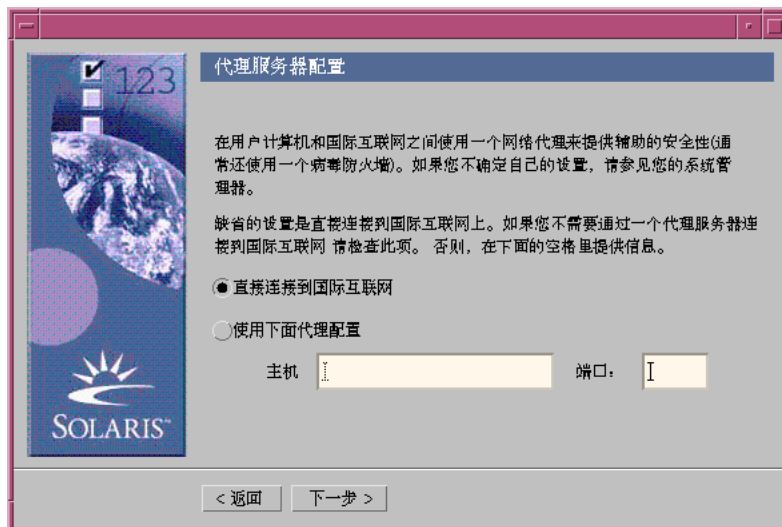 123
代理服务器配置
在用户计算机和国际互联网之间使用一个网络代理来提供辅助的安全性(通
常还使用一个病毒防火墙)。如果您不确定自己的设置，请参见您的系统管
理器。
缺省的设置是直接连接到国际互联网上。如果您不需要通过一个代理服务器连
接到国际互联网 请检查此项。 否则，在下面的空格里提供信息。
直接连接到国际互联网
使用下面代理配置
主机 端口：
SOLARIS™
< 返回 下一步 >